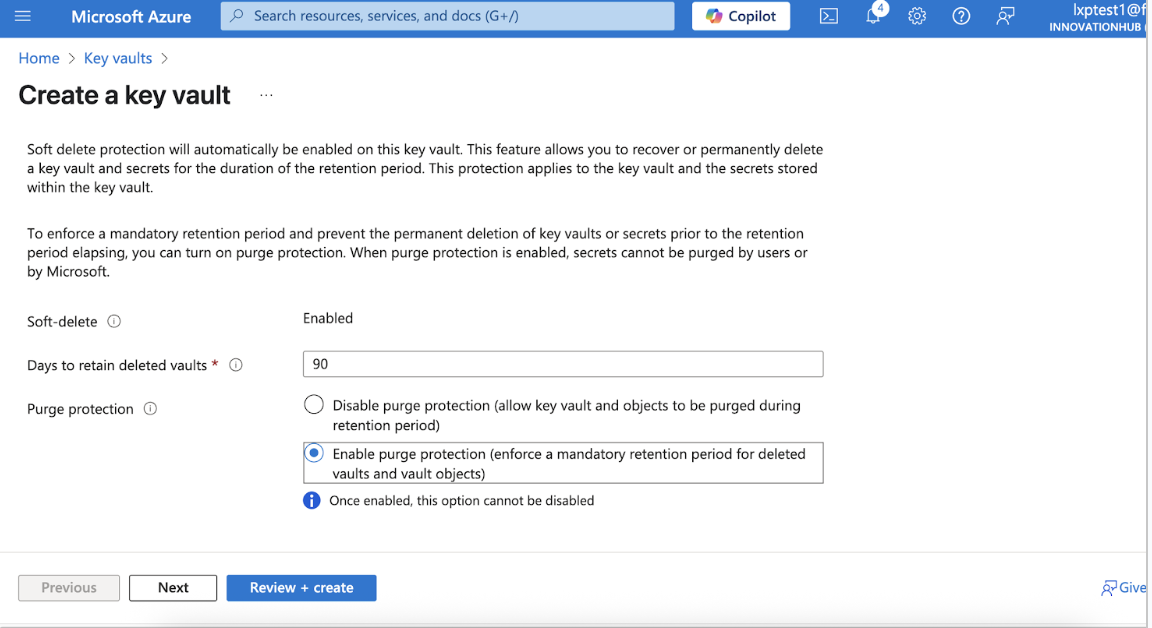 Microsoft Azure
Search resources, services, and docs (G+/)
Copilot
4
lxptest1@f
INNOVATIONHUB (
Home > Key vaults >
Create a key vault ...
Soft delete protection will automatically be enabled on this key vault. This feature allows you to recover or permanently delete
a key vault and secrets for the duration of the retention period. This protection applies to the key vault and the secrets stored
within the key vault.
To enforce a mandatory retention period and prevent the permanent deletion of key vaults or secrets prior to the retention
period elapsing, you can turn on purge protection. When purge protection is enabled, secrets cannot be purged by users or
by Microsoft.
Soft-delete
Enabled
Days to retain deleted vaults *
90
Purge protection
Disable purge protection (allow key vault and objects to be purged during
retention period)
Enable purge protection (enforce a mandatory retention period for deleted
vaults and vault objects)
Once enabled, this option cannot be disabled
Previous
Next
Review + create
Give